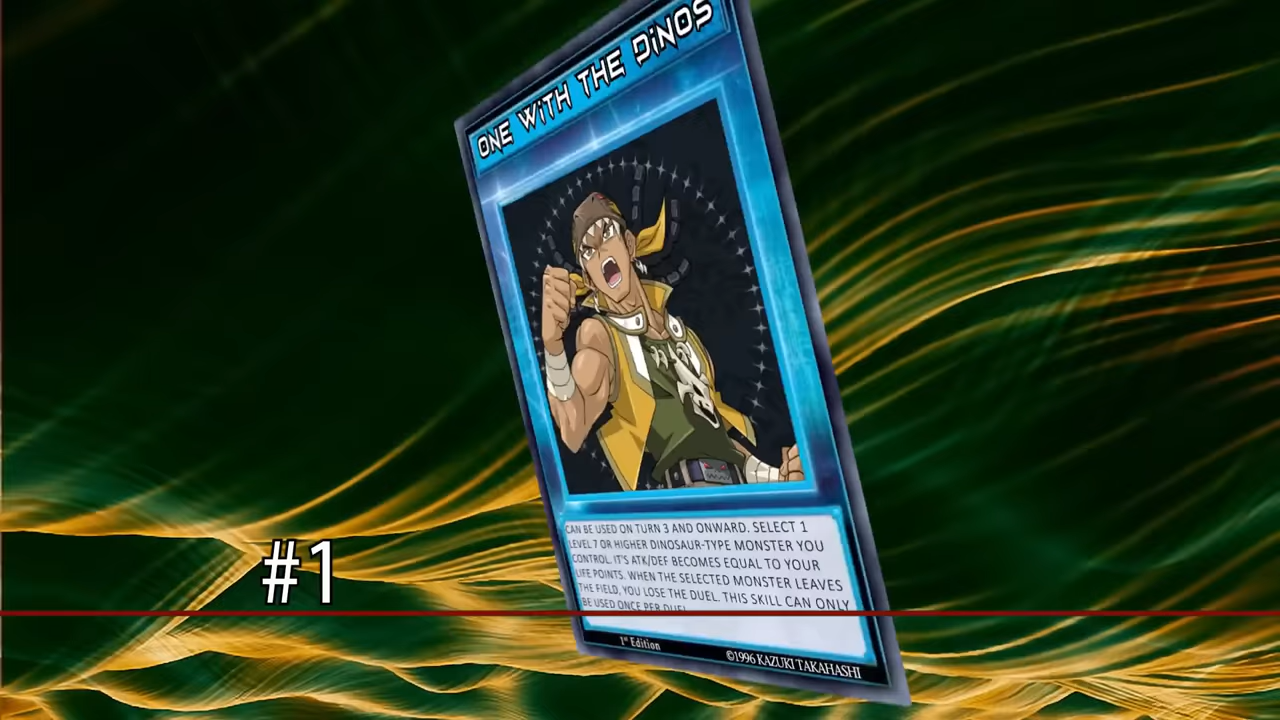 ONE WITH THE DINOS
CAN BE USED ON TURN 3 AND ONWARD. SELECT 1
LEVEL 7 OR HIGHER DINOSAUR-TYPE MONSTER YOU
CONTROL. IT'S ATK/DEF BECOMES EQUAL TO YOUR
LIFE POINTS. WHEN THE SELECTED MONSTER LEAVES
THE FIELD, YOU LOSE THE DUEL. THIS SKILL CAN ONLY
BE USED ONCE PER DUEL
#1
1st Edition
©1996 KAZUKI TAKAHASHI